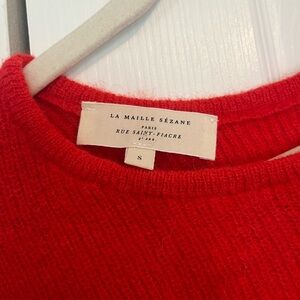 LA MAILLE SÉZANE
PARIS
RUE SAINT-FIACRE
S